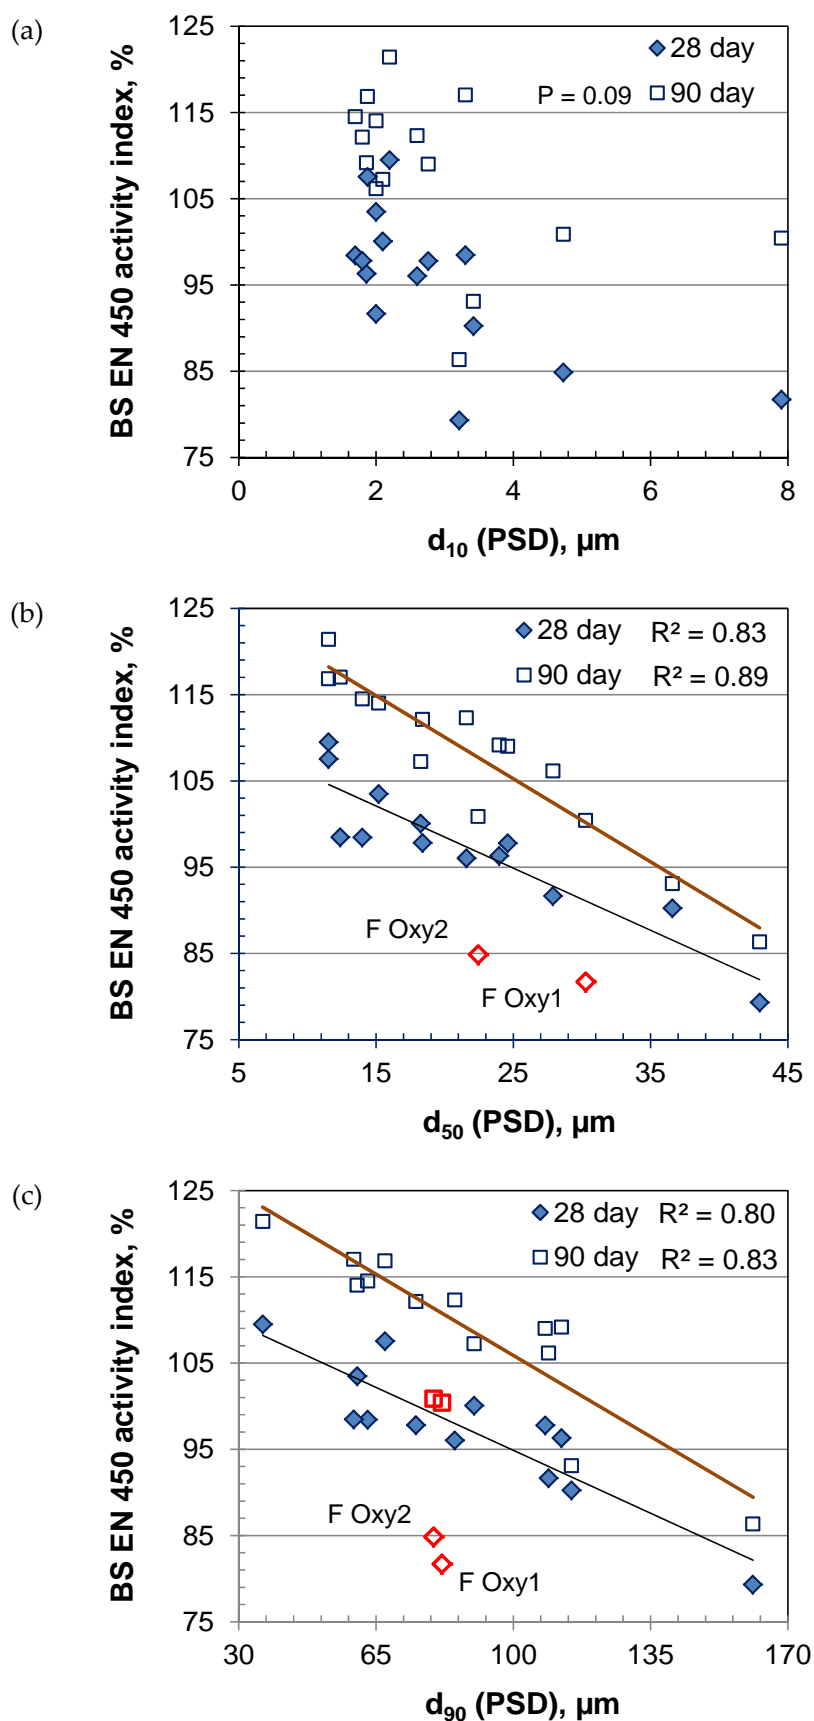 (a)
BS EN 450 activity index, %
125
115
105
95
85
75
28 day
P = 0.09 90 day
0 2 4 6 8
d₁₀ (PSD), µm
(b)
BS EN 450 activity index, %
125
115
105
95
85
75
28 day R² = 0.83
90 day R² = 0.89
F Oxy2
F Oxy1
5 15 25 35 45
d₅₀ (PSD), µm
(c)
BS EN 450 activity index, %
125
115
105
95
85
75
28 day R² = 0.80
90 day R² = 0.83
F Oxy2
F Oxy1
30 65 100 135 170
d₉₀ (PSD), µm